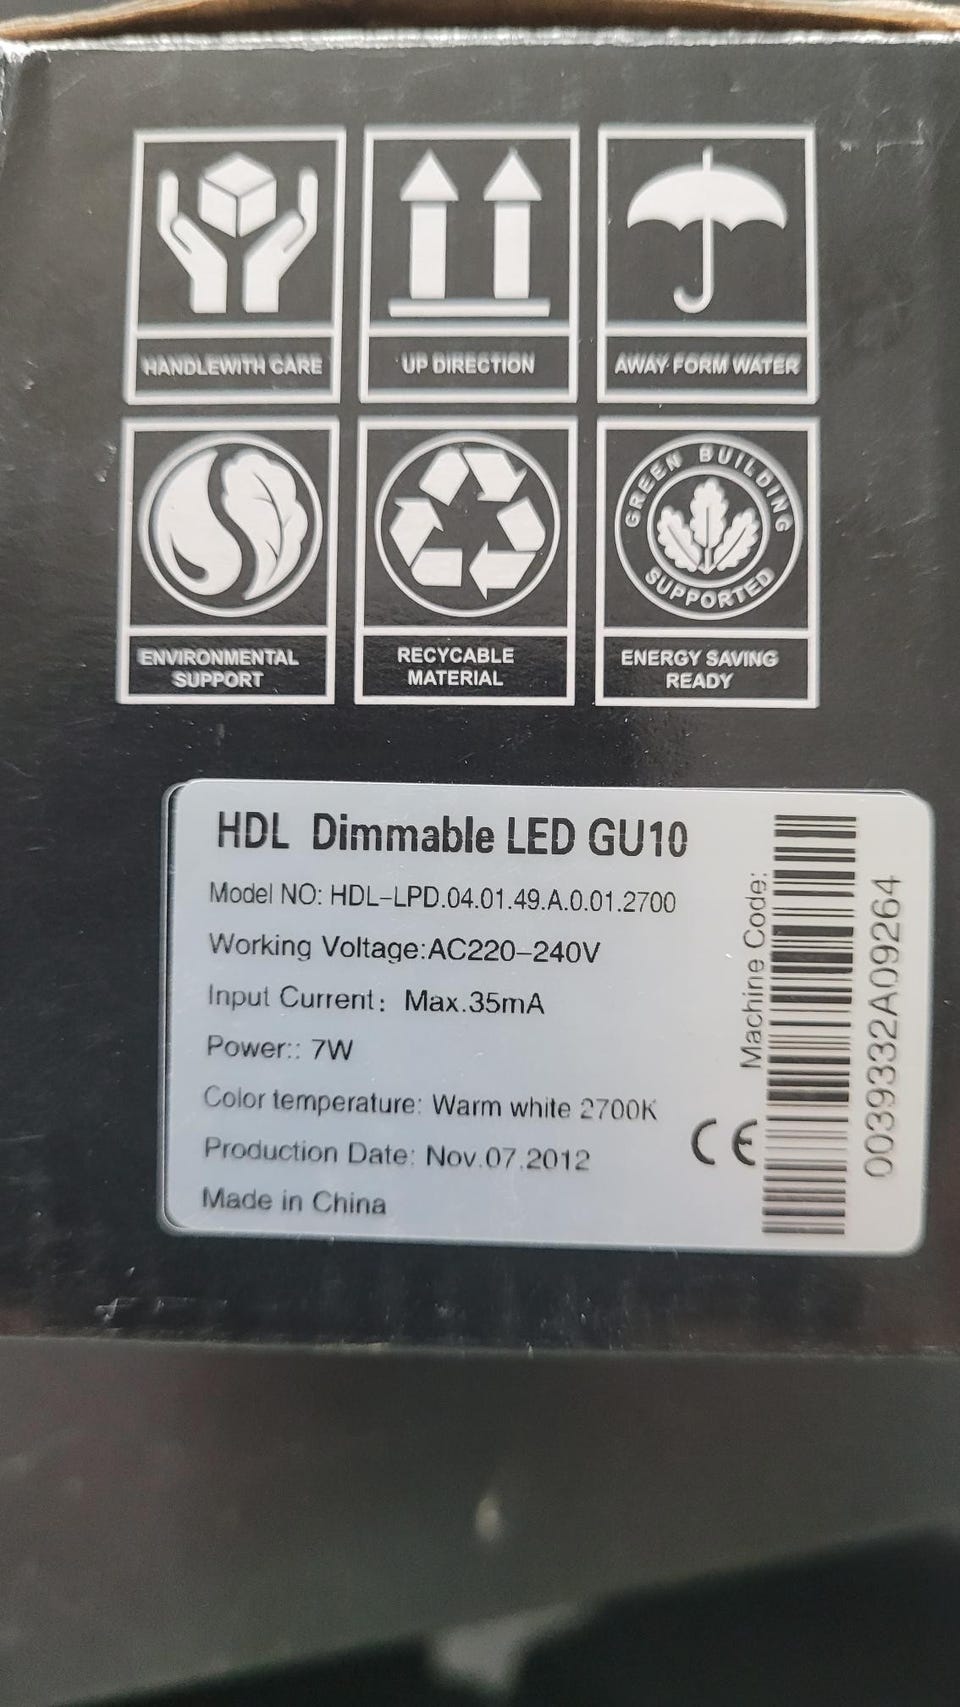 HANDLEWITH CARE
UP DIRECTION
AWAY FORM WATER
ENVIRONMENTAL
SUPPORT
RECYCABLE
MATERIAL
GREEN BUILDING
SUPPORTED
ENERGY SAVING
READY
HDL Dimmable LED GU10
Model NO: HDL-LPD.04.01.49.A.0.01.2700
Working Voltage:AC220-240V
Input Current: Max.35mA
Power:: 7W
Color temperature: Warm white 2700K
Production Date: Nov.07.2012
Made in China
CE
Machine Code:
0039332A09264